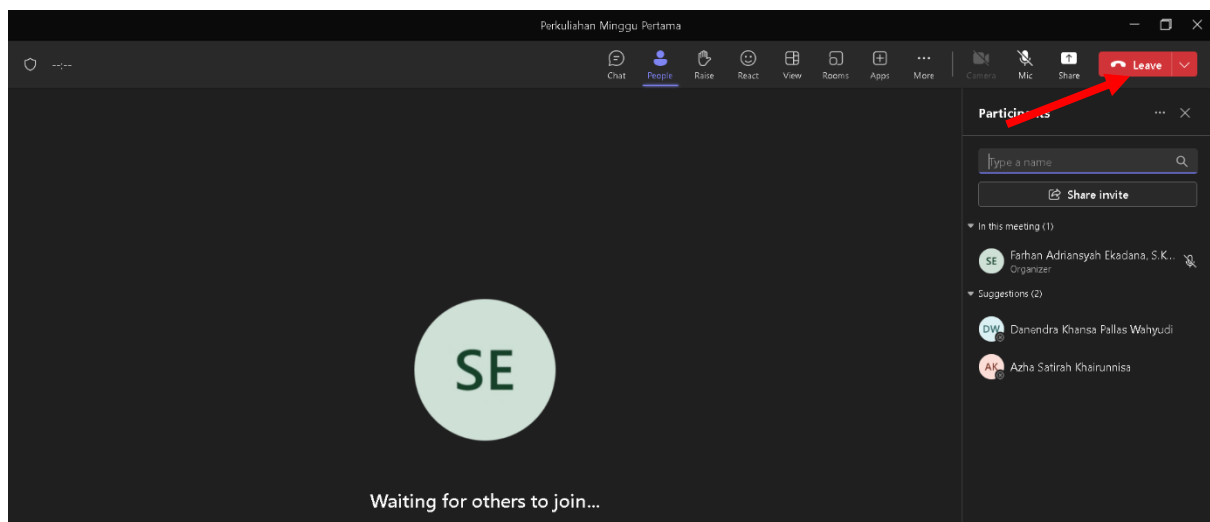 Perkuliahan Minggu Pertama
--:--
Chat People Raise React View Rooms Apps More Camera Mic Share Leave
Participants
Type a name
Share invite
In this meeting (1)
SE Farhan Adriansyah Ekadana, S.K...
Organizer
Suggestions (2)
DW Danendra Khansa Pallas Wahyudi
AK Azha Satirah Khairunnisa
SE
Waiting for others to join...